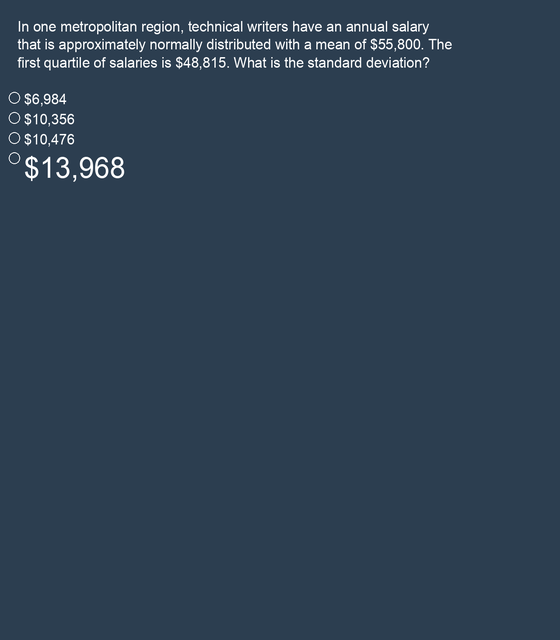 In one metropolitan region, technical writers have an annual salary
that is approximately normally distributed with a mean of $55,800. The
first quartile of salaries is $48,815. What is the standard deviation?
$6,984
$10,356
$10,476
$13,968